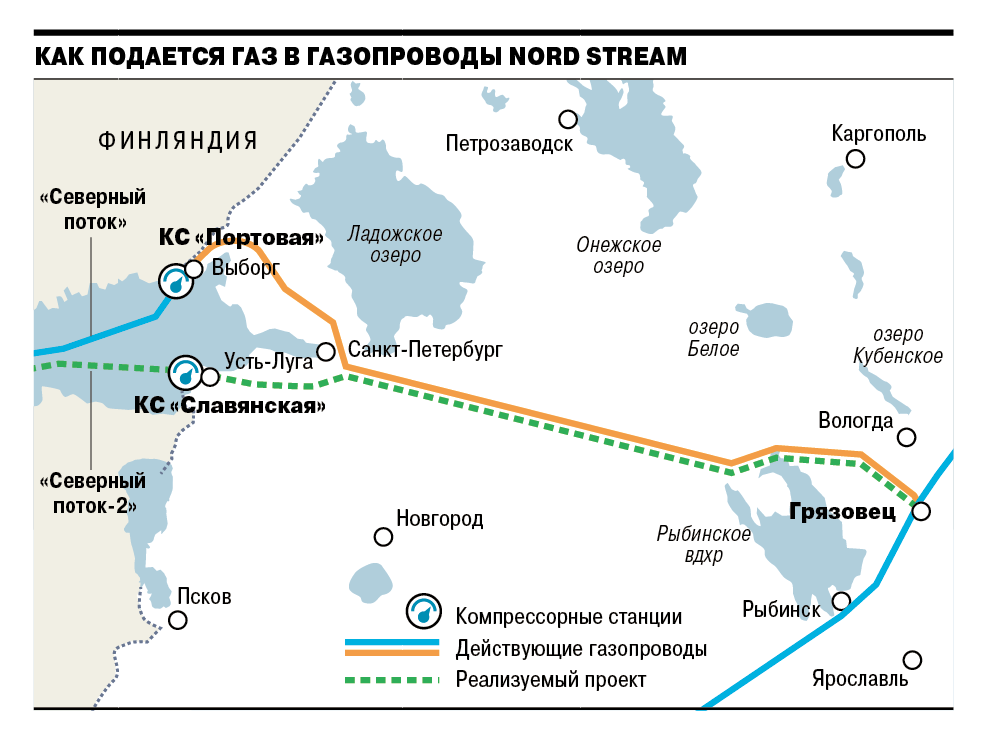 КАК ПОДАЕТСЯ ГАЗ В ГАЗОПРОВОДЫ NORD STREAM
ФИНЛЯНДИЯ
Петрозаводск
Каргополь
«Северный
поток»
КС «Портовая»
Выборг
Ладожское
озеро
Онежское
озеро
озеро
Белое
озеро
Кубенское
Усть-Луга
Санкт-Петербург
КС «Славянская»
Вологда
«Северный
поток-2»
Новгород
Рыбинское
вдхр
Грязовец
Псков
Рыбинск
Ярославль
Компрессорные станции
Действующие газопроводы
Реализуемый проект